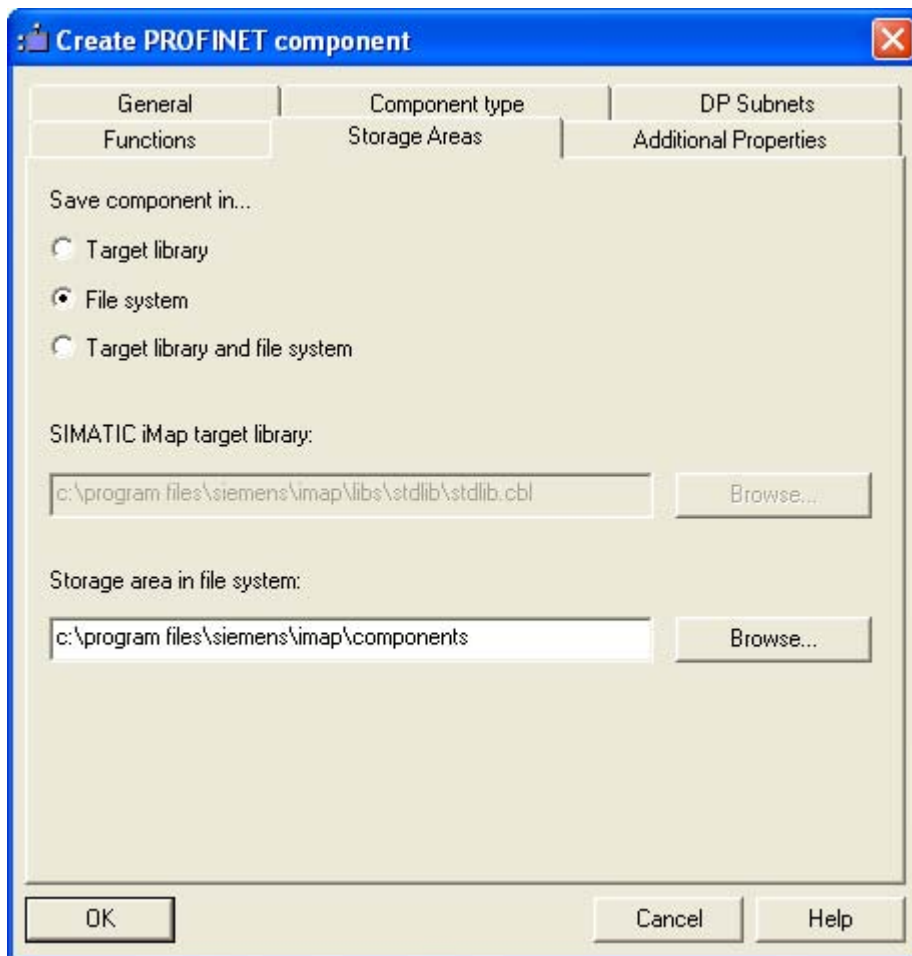 Create PROFINET component
General Component type DP Subnets
Functions Storage Areas Additional Properties
Save component in...
Target library
File system
Target library and file system
SIMATIC iMap target library:
c:\program files\siemens\imap\libs\stdlib\stdlib.cbl Browse...
Storage area in file system:
c:\program files\siemens\imap\components Browse...
OK Cancel Help